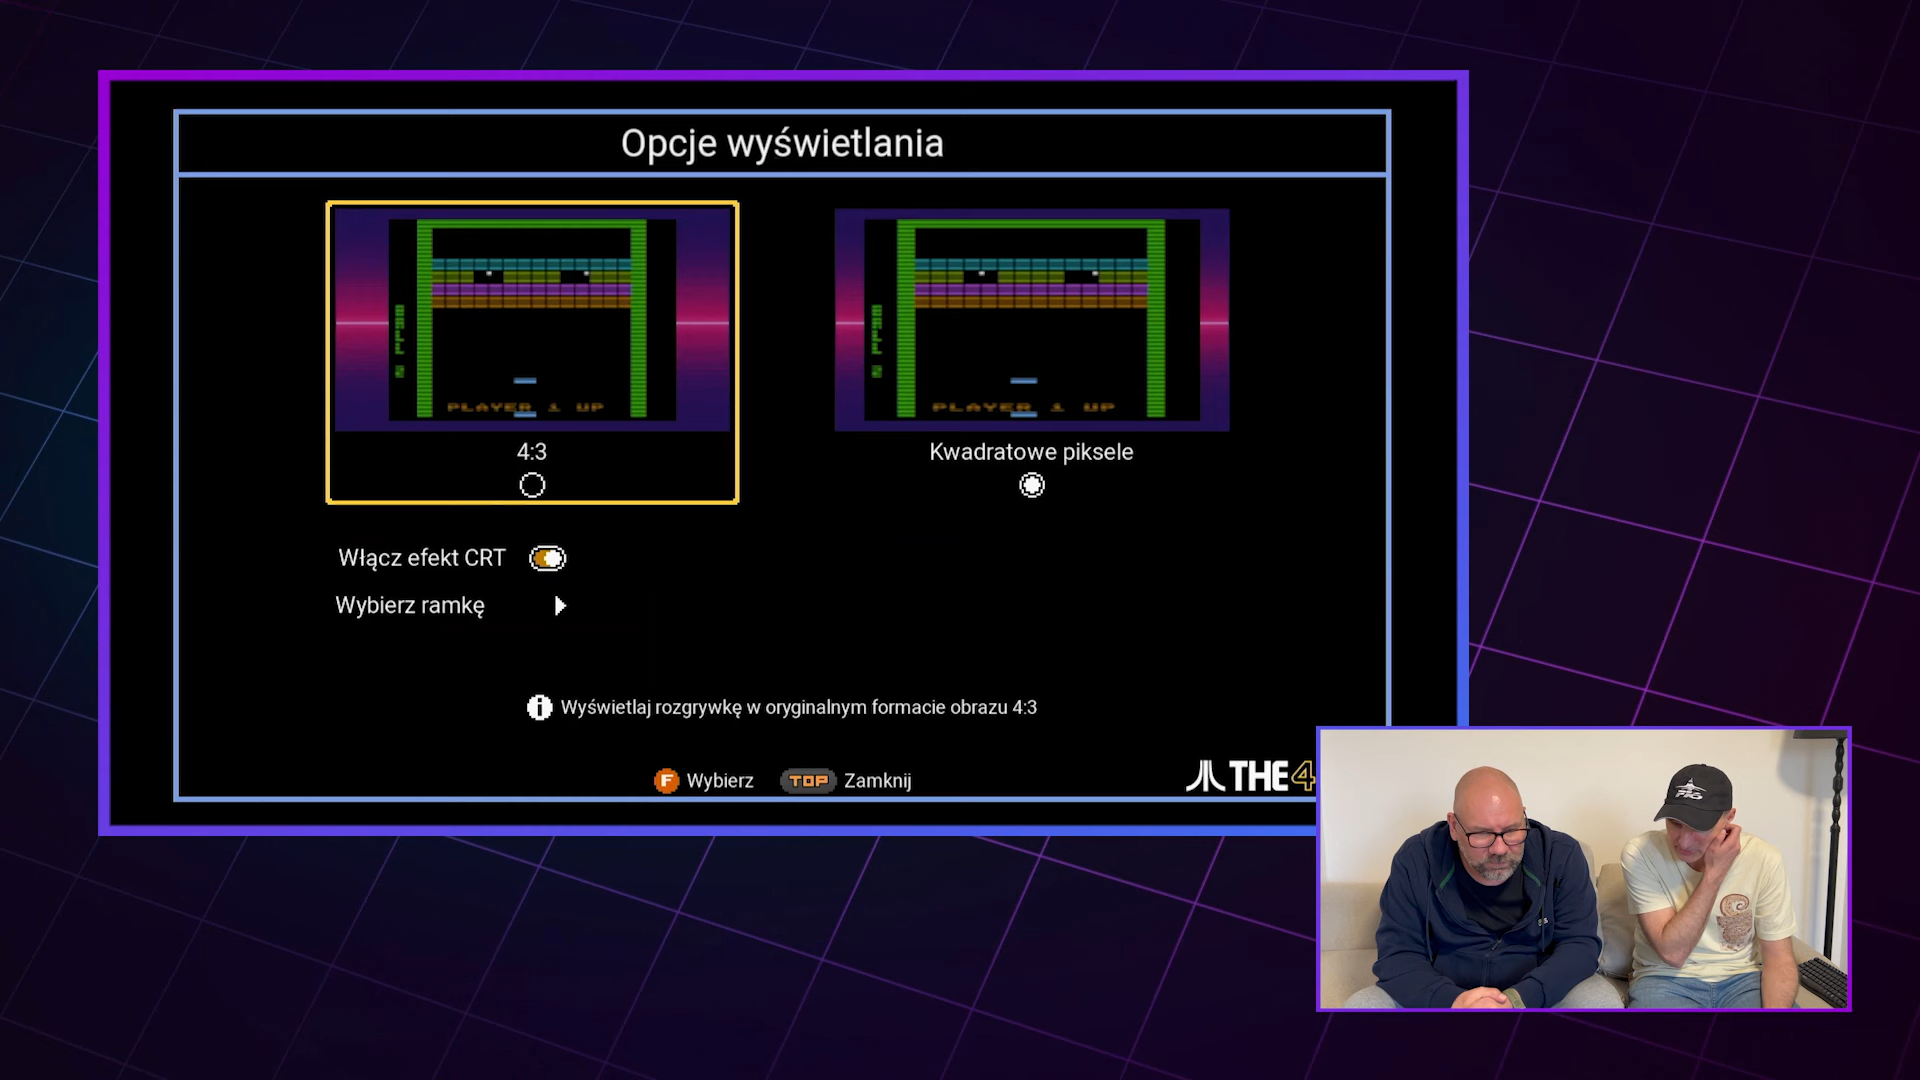 Opcje wyświetlania
PLAYER 1 UP
PLAYER 1 UP
4:3
Kwadratowe piksele
Włącz efekt CRT
Wybierz ramkę
Wyświetlaj rozgrywkę w oryginalnym formacie obrazu 4:3
F Wybierz TOP Zamknij
THE4